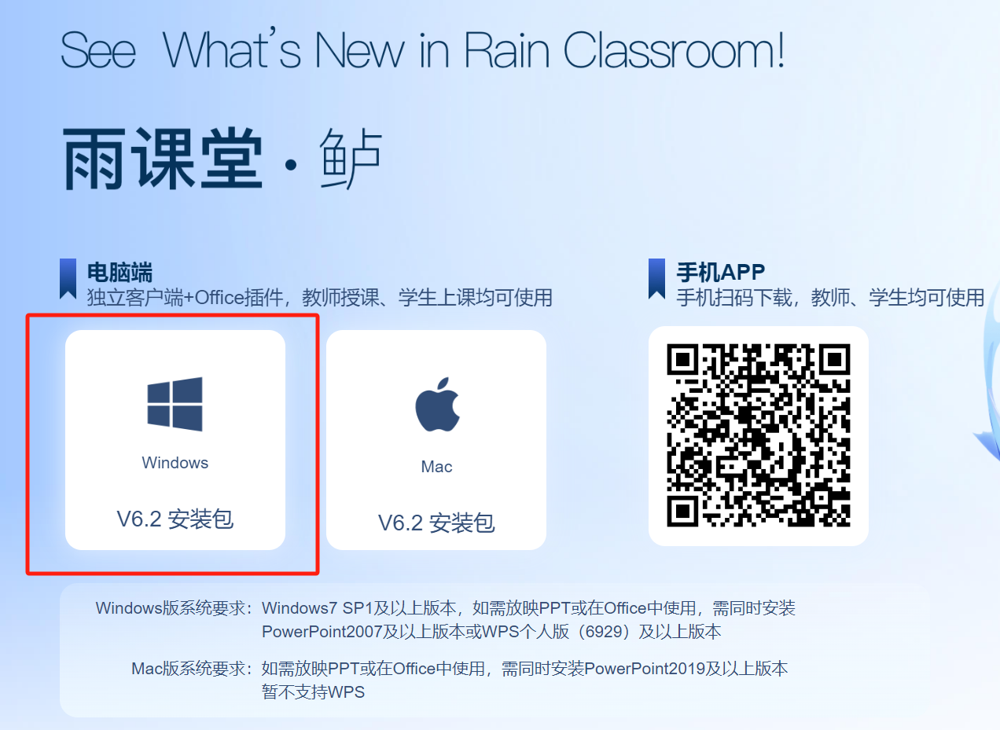 See What's New in Rain Classroom!
雨课堂·鲈
电脑端
独立客户端+Office插件，教师授课、学生上课均可使用
Windows
V6.2 安装包
Mac
V6.2 安装包
手机APP
手机扫码下载，教师、学生均可使用
Windows版系统要求：Windows7 SP1及以上版本，如需放映PPT或在Office中使用，需同时安装
PowerPoint2007及以上版本或WPS个人版（6929）及以上版本
Mac版系统要求：如需放映PPT或在Office中使用，需同时安装PowerPoint2019及以上版本
暂不支持WPS